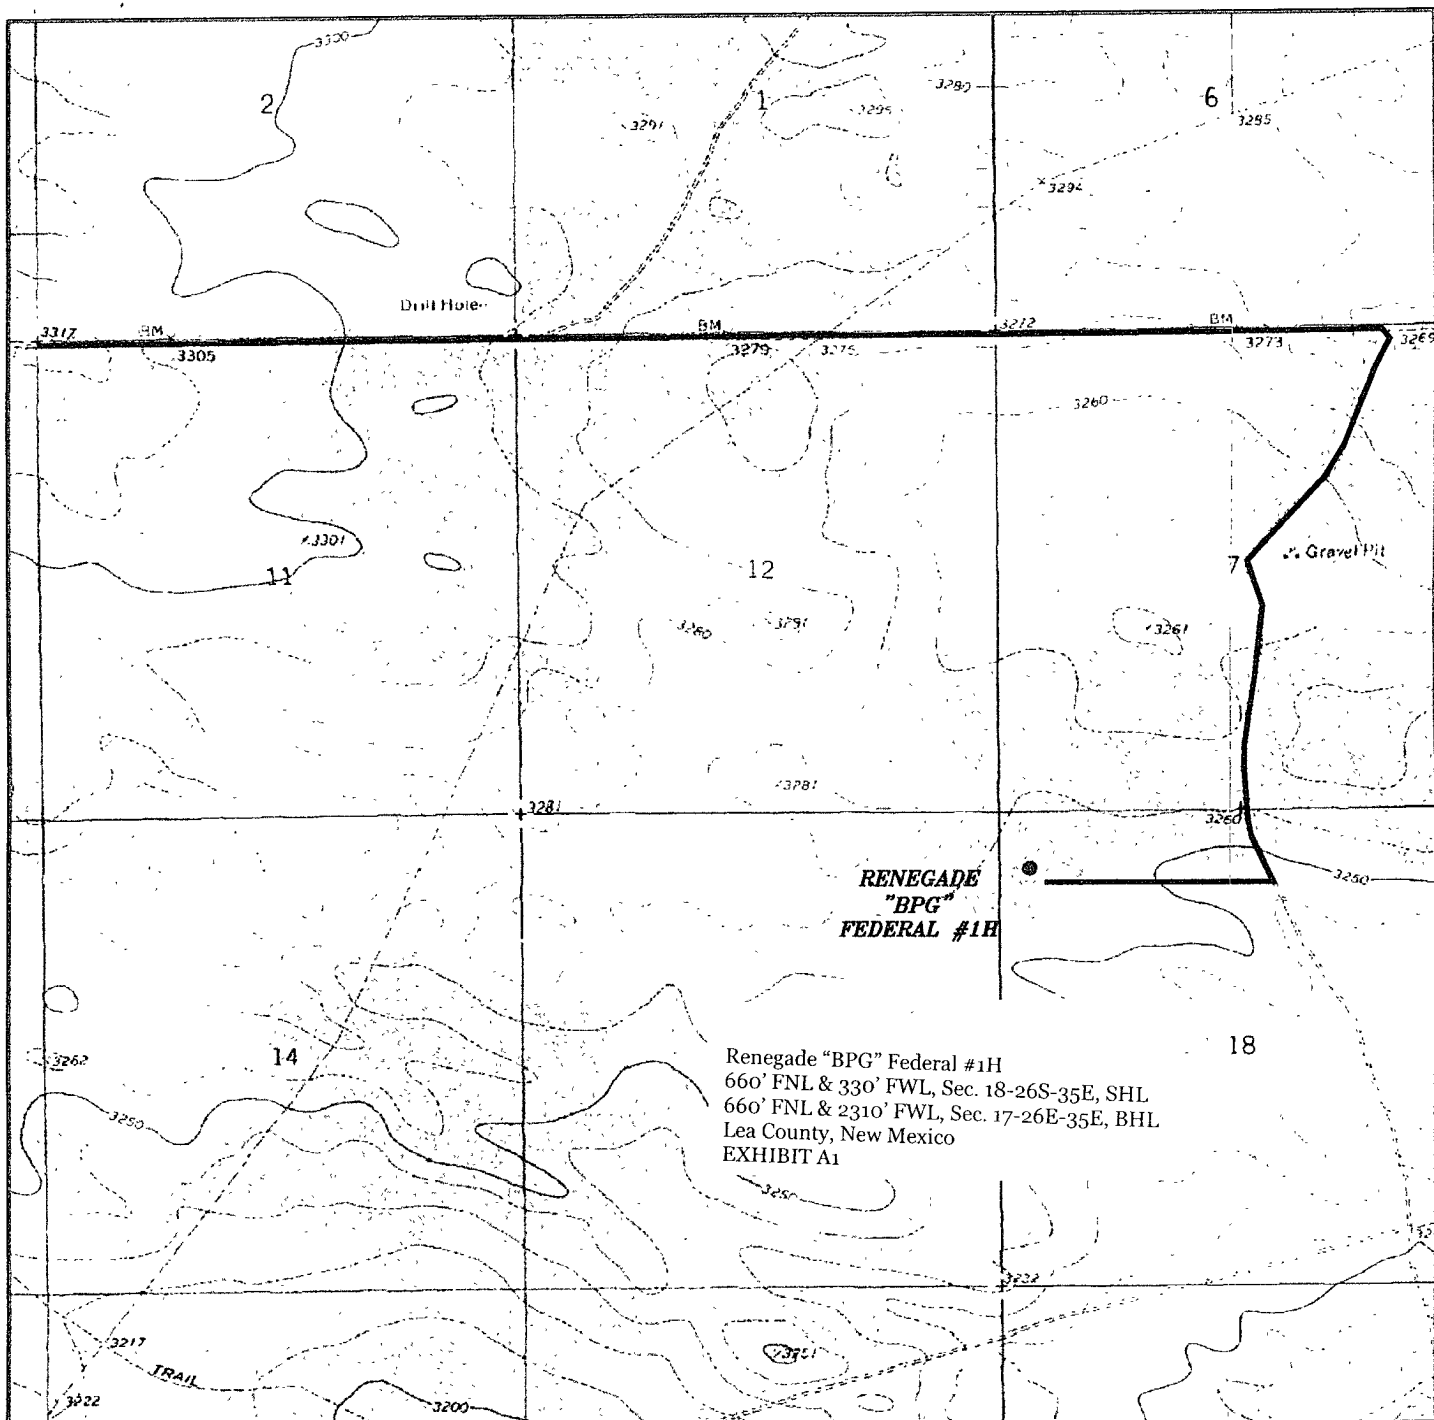 3300
2
1
3280
6
3291
3295
3285
3294
Drill Hole
3317
BM
3305
BM
3279
3275
3272
BM
3273
3269
3260
3301
11
12
7
Gravel Pit
3280
3291
3261
3281
3281
3260
RENEGADE
"BPG"
FEDERAL #1H
3250
3262
14
18
Renegade “BPG” Federal #1H
660’ FNL & 330’ FWL, Sec. 18-26S-35E, SHL
660’ FNL & 2310’ FWL, Sec. 17-26E-35E, BHL
Lea County, New Mexico
EXHIBIT A1
3250
3232
3217
3251
TRAIL
3222
3200